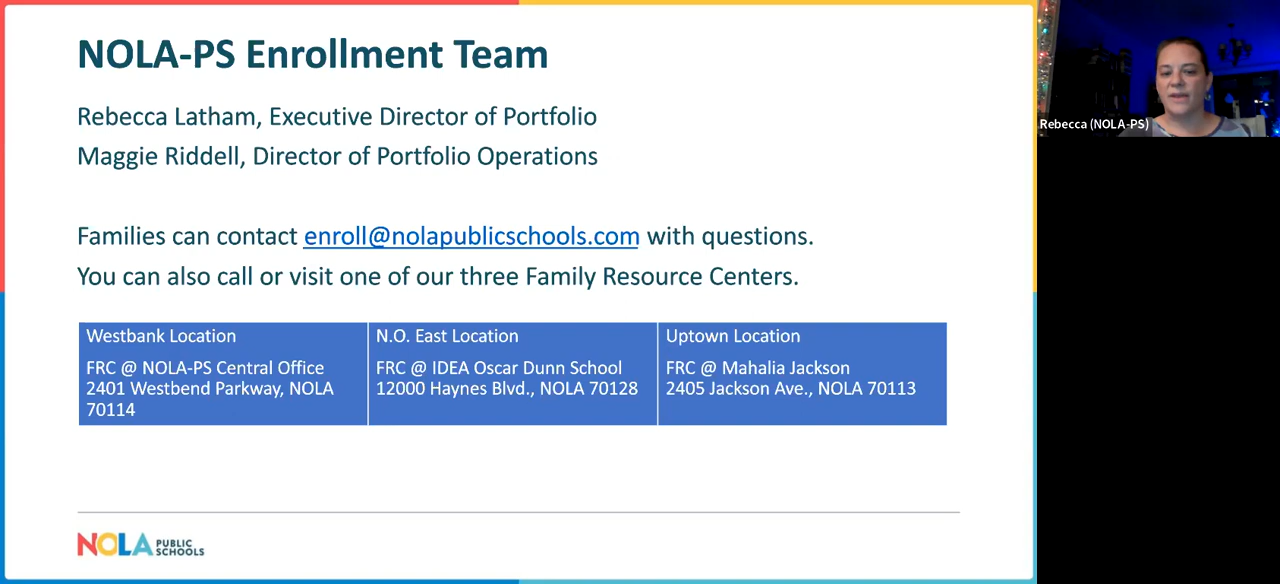 NOLA-PS Enrollment Team
Rebecca Latham, Executive Director of Portfolio
Maggie Riddell, Director of Portfolio Operations
Families can contact enroll@nolapublicschools.com with questions.
You can also call or visit one of our three Family Resource Centers.
Westbank Location
FRC @ NOLA-PS Central Office
2401 Westbend Parkway, NOLA
70114
N.O. East Location
FRC @ IDEA Oscar Dunn School
12000 Haynes Blvd., NOLA 70128
Uptown Location
FRC @ Mahalia Jackson
2405 Jackson Ave., NOLA 70113
NOLA PUBLIC
SCHOOLS
Rebecca (NOLA-PS)